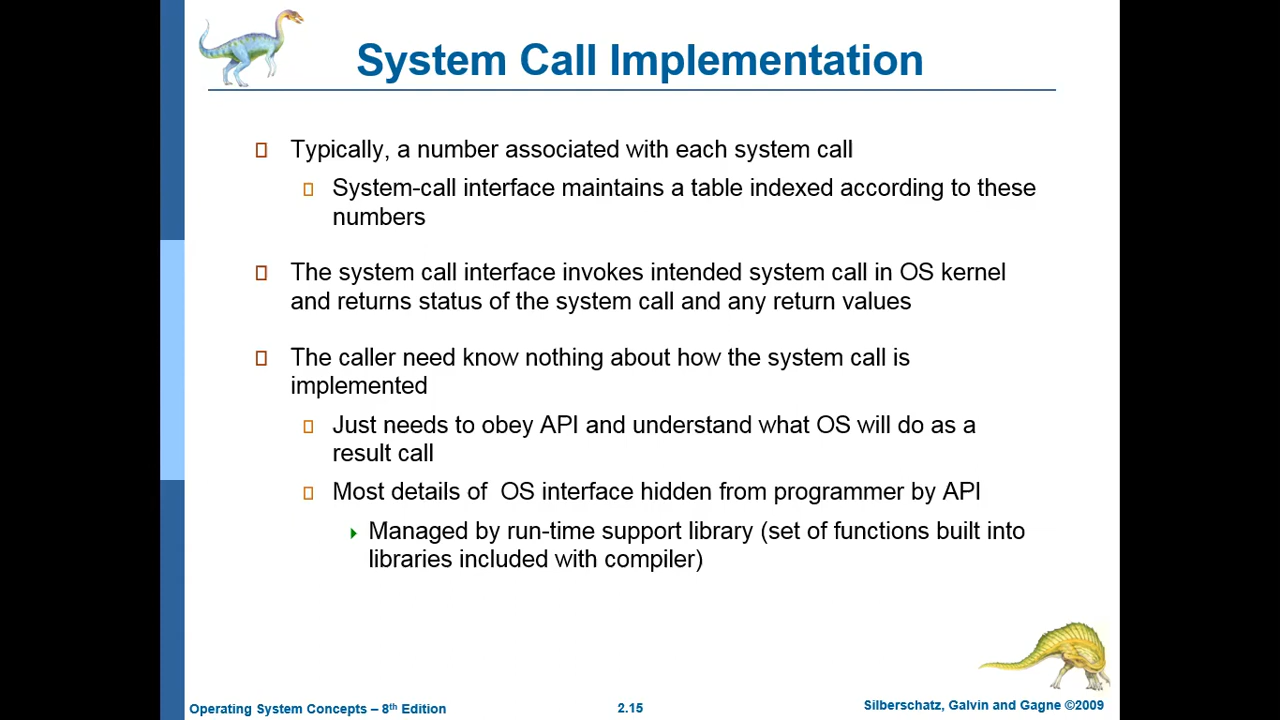 System Call Implementation
Typically, a number associated with each system call
System-call interface maintains a table indexed according to these
numbers
The system call interface invokes intended system call in OS kernel
and returns status of the system call and any return values
The caller need know nothing about how the system call is
implemented
Just needs to obey API and understand what OS will do as a
result call
Most details of  OS interface hidden from programmer by API
Managed by run-time support library (set of functions built into
libraries included with compiler)
Operating System Concepts – 8th Edition
2.15
Silberschatz, Galvin and Gagne ©2009